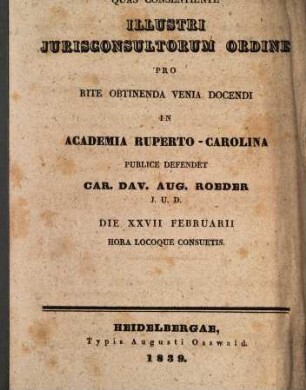 QUAS CONSENTIENTE
ILLUSTRI
JURISCONSULTORUM ORDINE
PRO
RITE OBTINENDA VENIA DOCENDI
IN
ACADEMIA RUPERTO-CAROLINA
PUBLICE DEFENDET
CAR. DAV. AUG. ROEDER
J. U. D.
DIE XXVII FEBRUARII
HORA LOCOQUE CONSUETIS.
HEIDELBERGAE,
Typis Augusti Osswald.
1839.